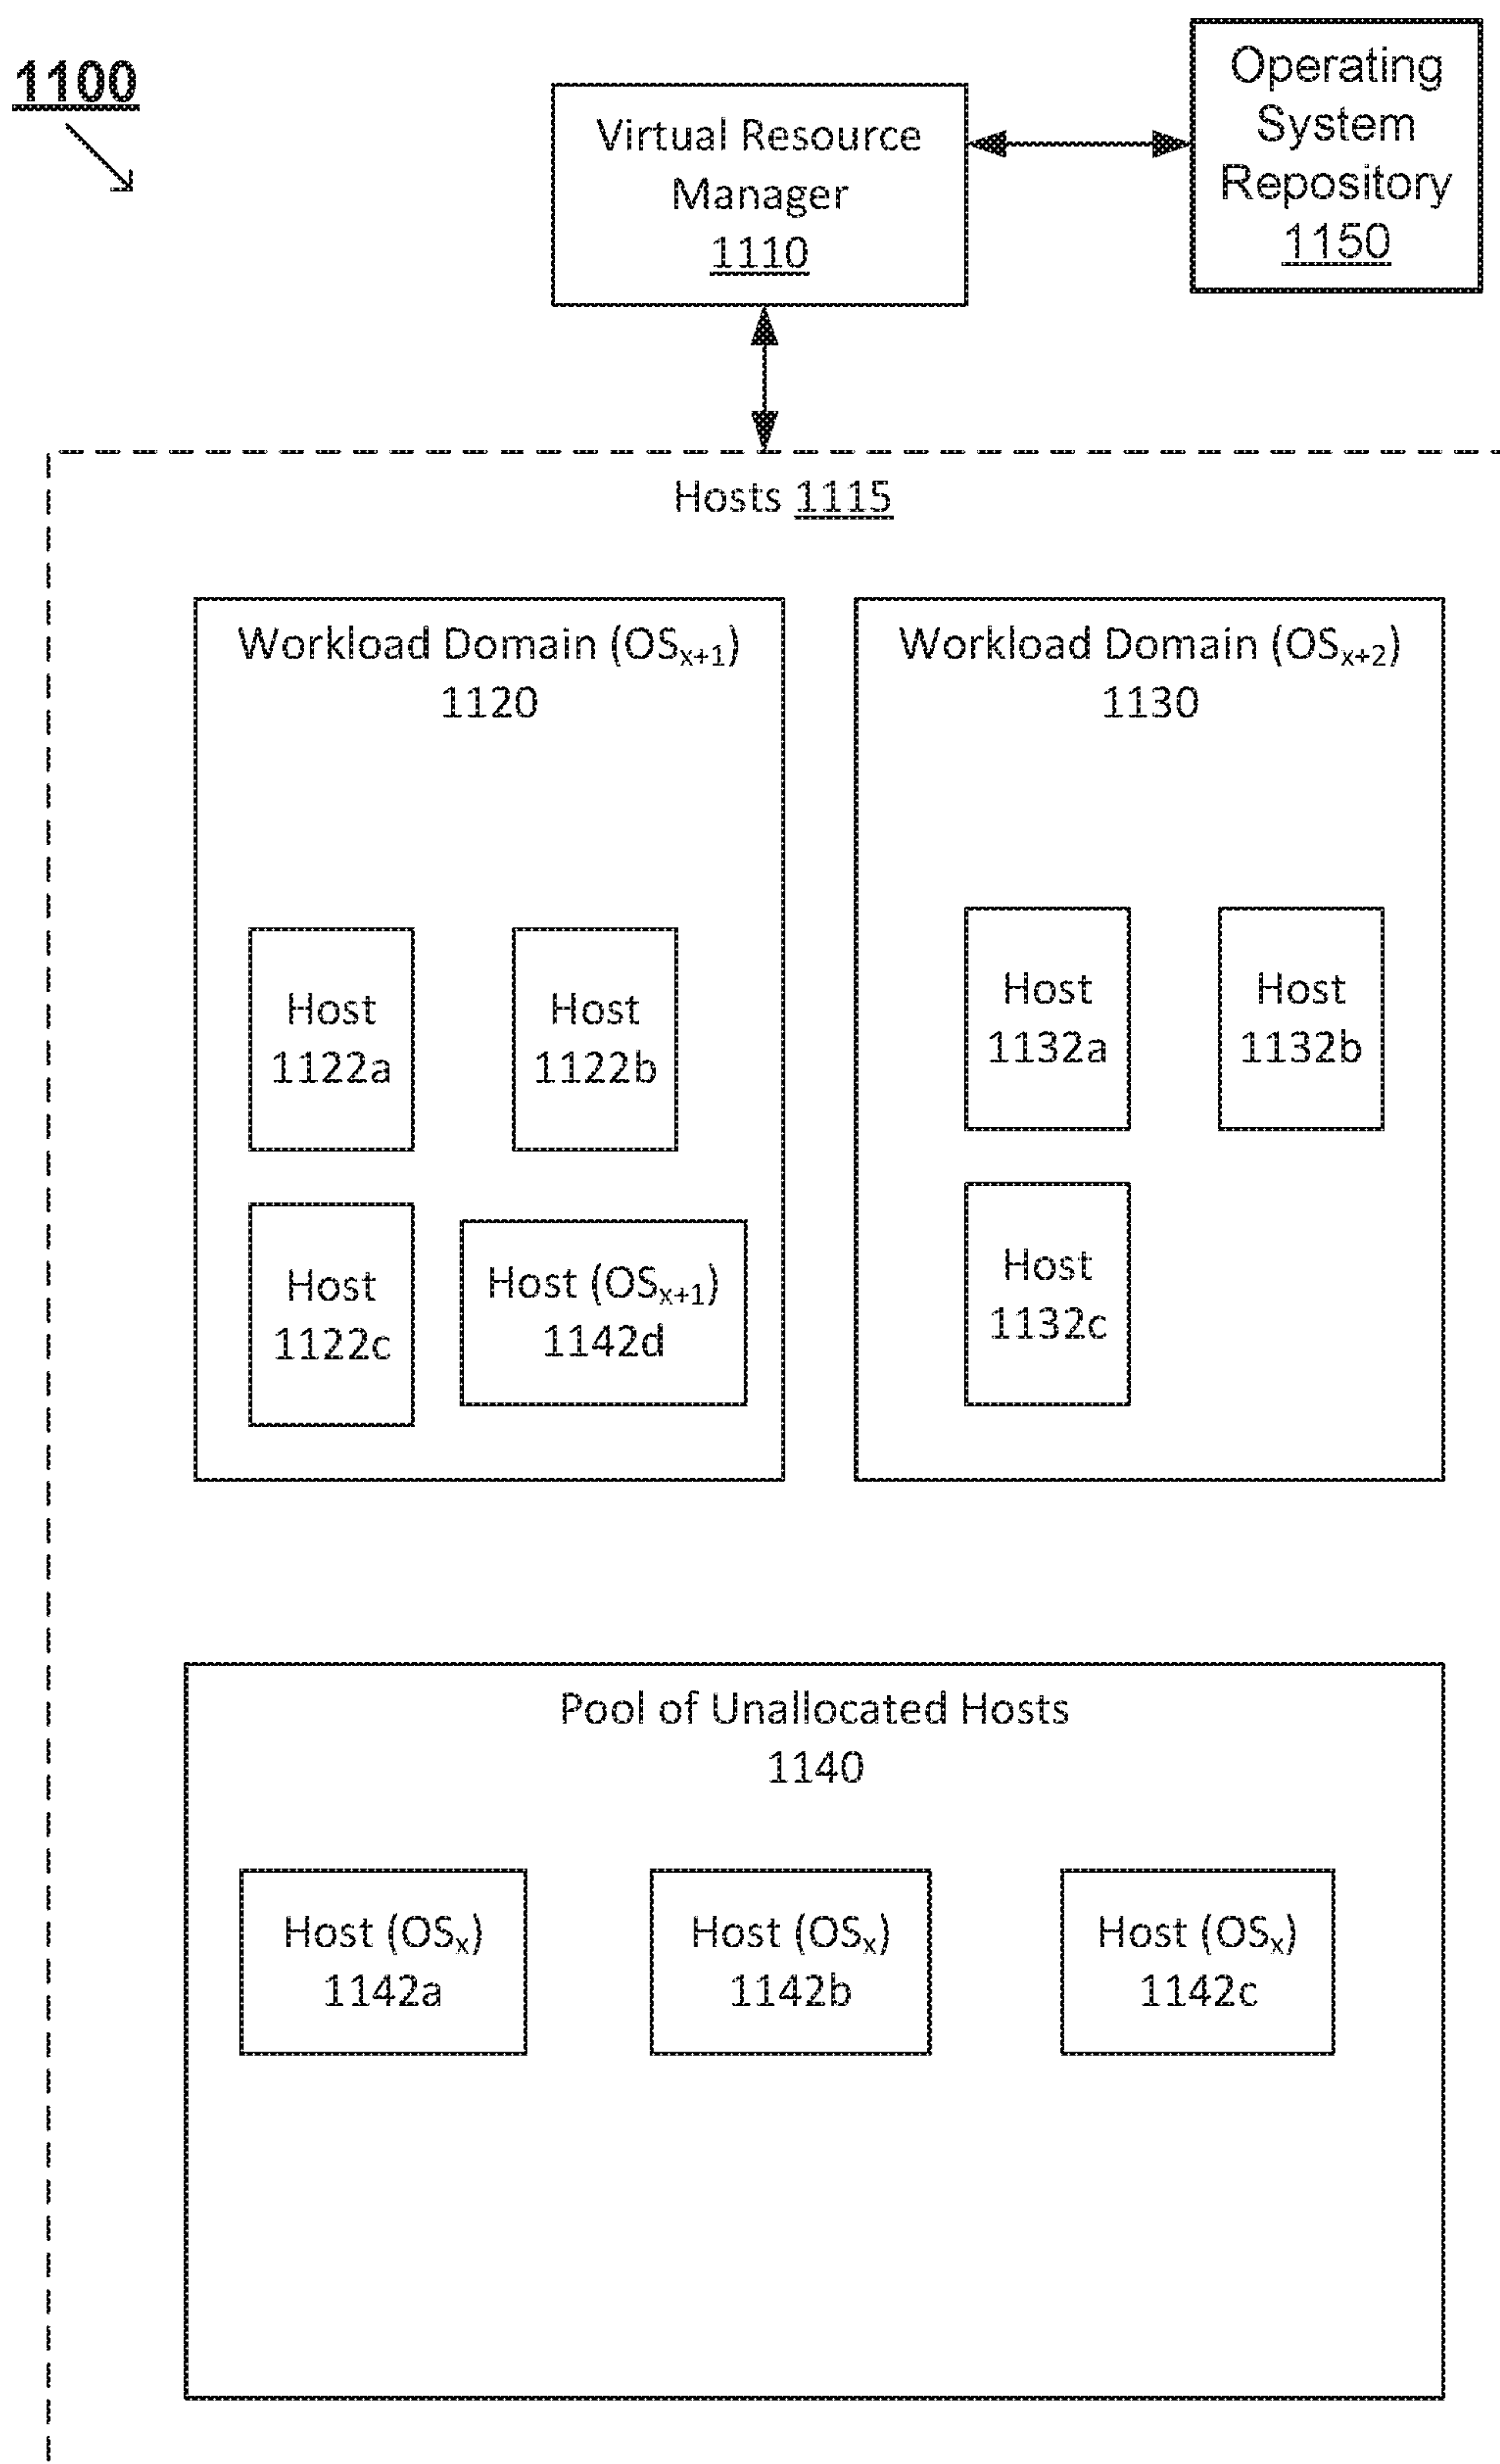 1100
Virtual Resource
Manager
1110
Operating
System
Repository
1150
Hosts 1115
Workload Domain (OSx+1)
1120
Host
1122a
Host
1122b
Host
1122c
Host (OSx+1)
1142d
Workload Domain (OSx+2)
1130
Host
1132a
Host
1132b
Host
1132c
Pool of Unallocated Hosts
1140
Host (OSx)
1142a
Host (OSx)
1142b
Host (OSx)
1142c